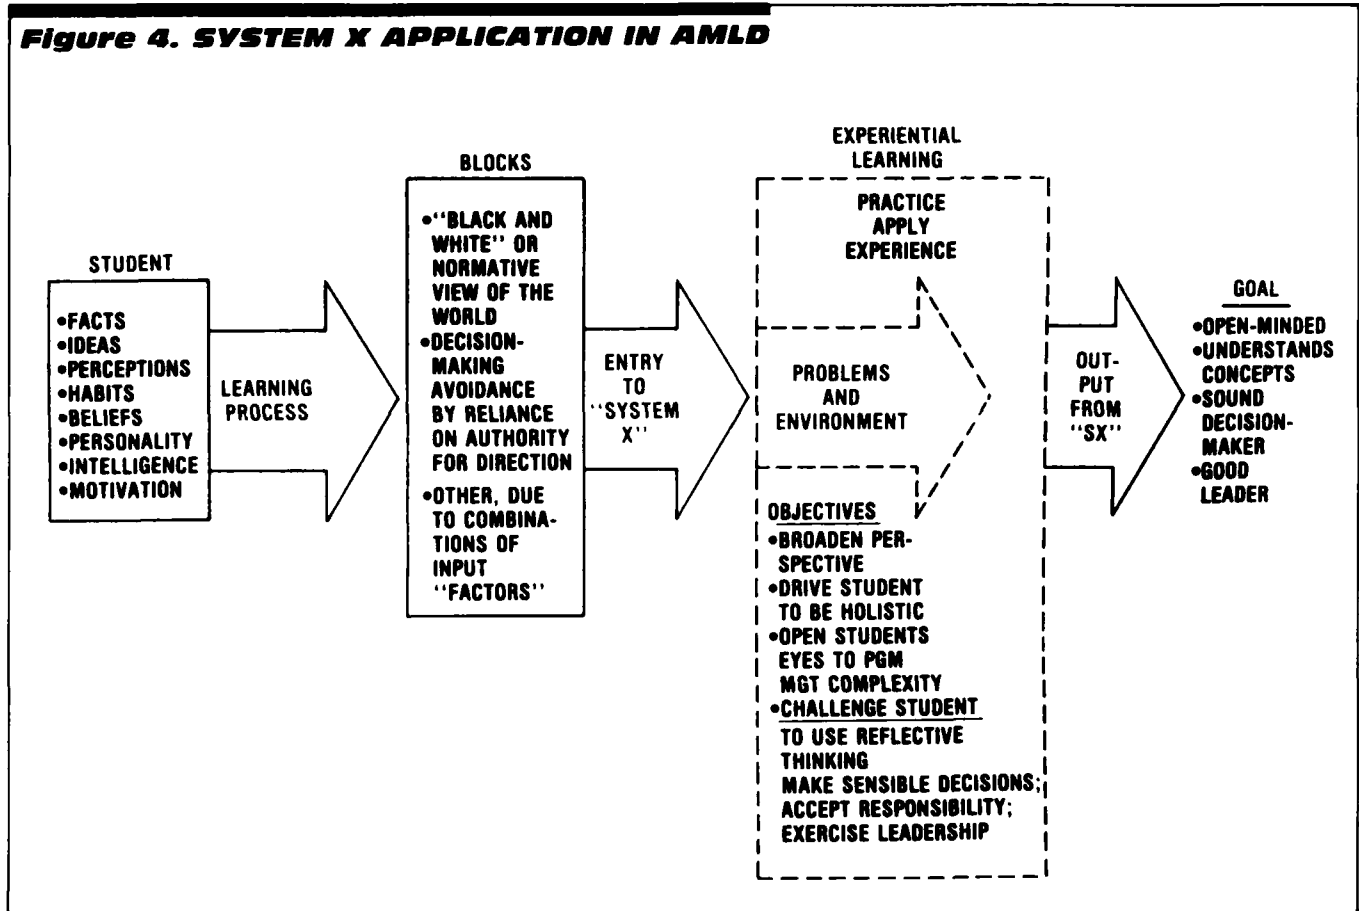 Figure 4. SYSTEM X APPLICATION IN AMLD
STUDENT
•FACTS
•IDEAS
•PERCEPTIONS
•HABITS
•BELIEFS
•PERSONALITY
•INTELLIGENCE
•MOTIVATION
LEARNING
PROCESS
BLOCKS
•"BLACK AND
WHITE" OR
NORMATIVE
VIEW OF THE
WORLD
•DECISION-
MAKING
AVOIDANCE
BY RELIANCE
ON AUTHORITY
FOR DIRECTION
•OTHER, DUE
TO COMBINA-
TIONS OF
INPUT
"FACTORS"
ENTRY
TO
"SYSTEM
X"
EXPERIENTIAL
LEARNING
PRACTICE
APPLY
EXPERIENCE
PROBLEMS
AND
ENVIRONMENT
OBJECTIVES
•BROADEN PER-
SPECTIVE
•DRIVE STUDENT
TO BE HOLISTIC
•OPEN STUDENTS
EYES TO PGM
MGT COMPLEXITY
•CHALLENGE STUDENT
TO USE REFLECTIVE
THINKING
MAKE SENSIBLE DECISIONS;
ACCEPT RESPONSIBILITY;
EXERCISE LEADERSHIP
OUT-
PUT
FROM
"SX"
GOAL
•OPEN-MINDED
•UNDERSTANDS
CONCEPTS
•SOUND
DECISION-
MAKER
•GOOD
LEADER